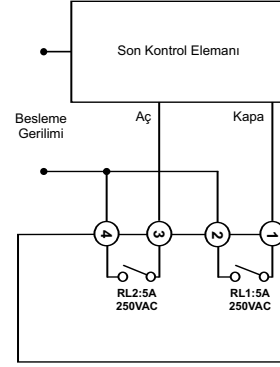 Son Kontrol Elemanı
Besleme
Gerilimi
Aç
Kapa
4
3
2
1
RL2:5A
250VAC
RL1:5A
250VAC